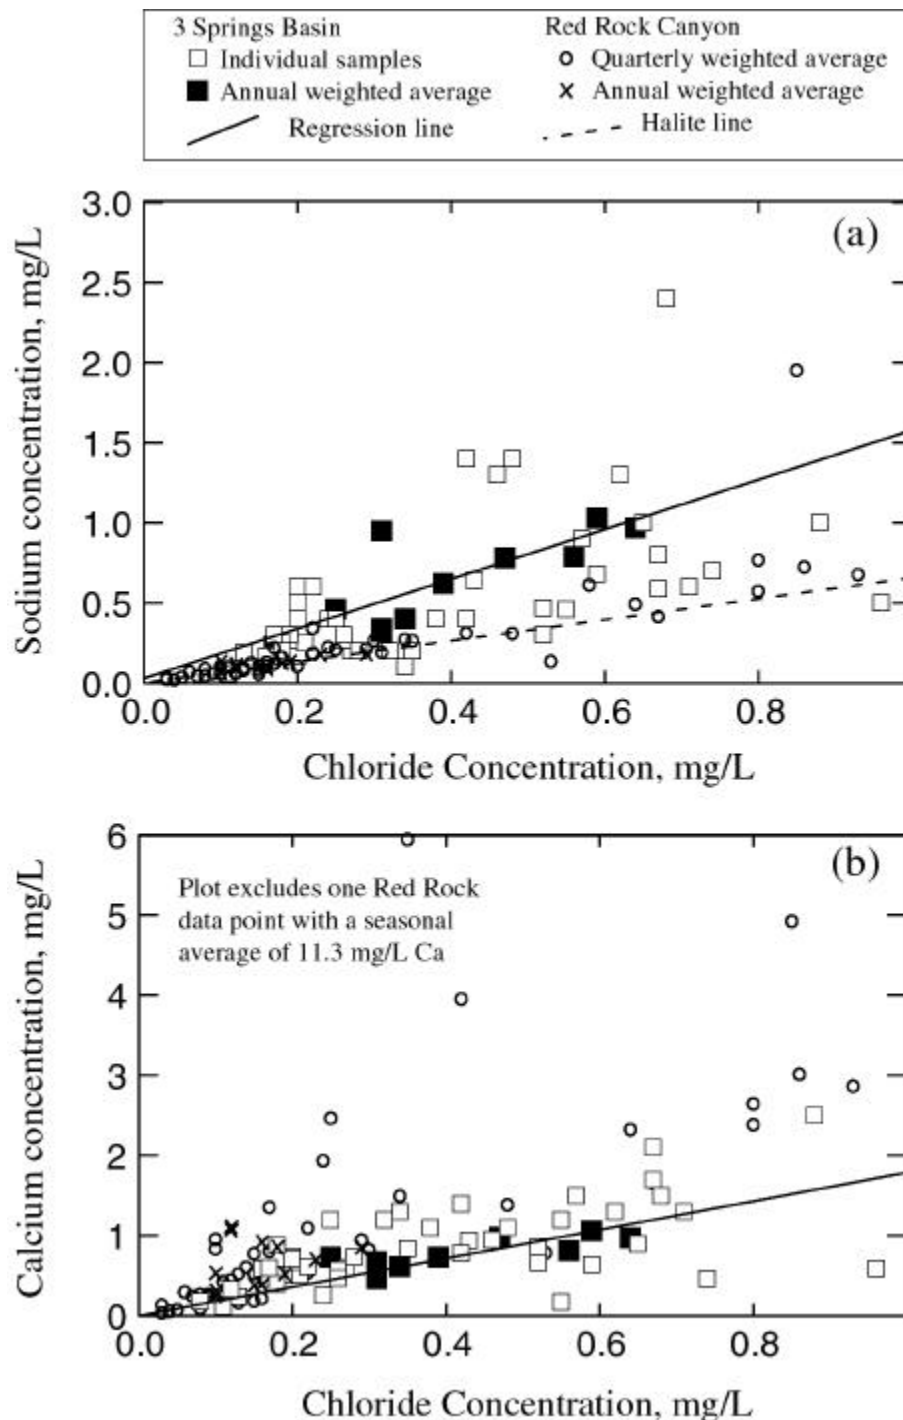 3 Springs Basin
Red Rock Canyon
Individual samples
Quarterly weighted average
Annual weighted average
Annual weighted average
Regression line
Halite line
(a)
Sodium concentration, mg/L
3.0
2.5
2.0
1.5
1.0
0.5
0.0
0.0 0.2 0.4 0.6 0.8
Chloride Concentration, mg/L
(b)
Plot excludes one Red Rock
data point with a seasonal
average of 11.3 mg/L Ca
Calcium concentration, mg/L
6
5
4
3
2
1
0
0.0 0.2 0.4 0.6 0.8
Chloride Concentration, mg/L